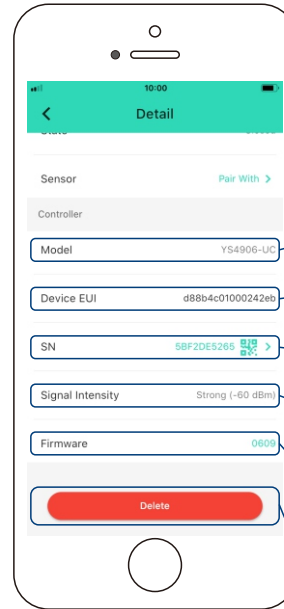 10:00
Detail
Sensor Pair With >
Controller
Model YS4906-UC
Device EUI d88b4c01000242eb
SN 5BF2DE5265 >
Signal Intensity Strong (-60 dBm)
Firmware 0609
Delete